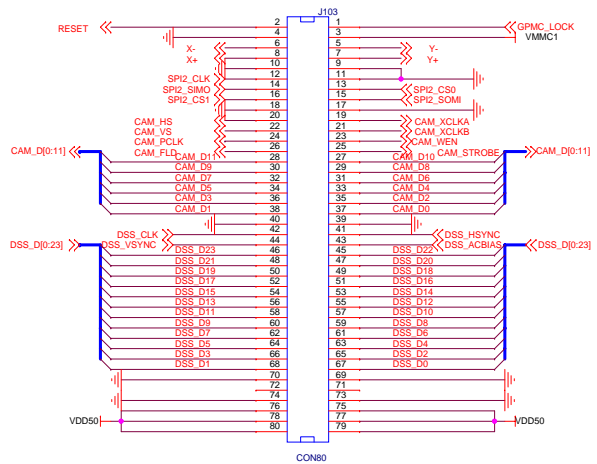 J103
RESET 2 1 GPMC_LOCK
4 3 VMMC1
X- 6 5 Y-
X+ 8 7 Y+
10 9
SPI2_CLK 12 11
SPI2_SIMO 14 13 SPI2_CS0
SPI2_CS1 16 15 SPI2_SOMI
18 17
CAM_HS 20 19 CAM_XCLKA
CAM_VS 22 21 CAM_XCLKB
CAM_PCLK 24 23 CAM_WEN
CAM_FLD 26 25 CAM_STROBE
CAM_D[0:11] CAM_D11 28 27 CAM_D10 CAM_D[0:11]
CAM_D9 30 29 CAM_D8
CAM_D7 32 31 CAM_D6
CAM_D5 34 33 CAM_D4
CAM_D3 36 35 CAM_D2
CAM_D1 38 37 CAM_D0
40 39
DSS_CLK 42 41 DSS_HSYNC
DSS_VSYNC 44 43 DSS_ACBIAS
DSS_D[0:23] DSS_D23 46 45 DSS_D22 DSS_D[0:23]
DSS_D21 48 47 DSS_D20
DSS_D19 50 49 DSS_D18
DSS_D17 52 51 DSS_D16
DSS_D15 54 53 DSS_D14
DSS_D13 56 55 DSS_D12
DSS_D11 58 57 DSS_D10
DSS_D9 60 59 DSS_D8
DSS_D7 62 61 DSS_D6
DSS_D5 64 63 DSS_D4
DSS_D3 66 65 DSS_D2
DSS_D1 68 67 DSS_D0
70 69
72 71
74 73
76 75
VDD50 78 77 VDD50
80 79
CON80